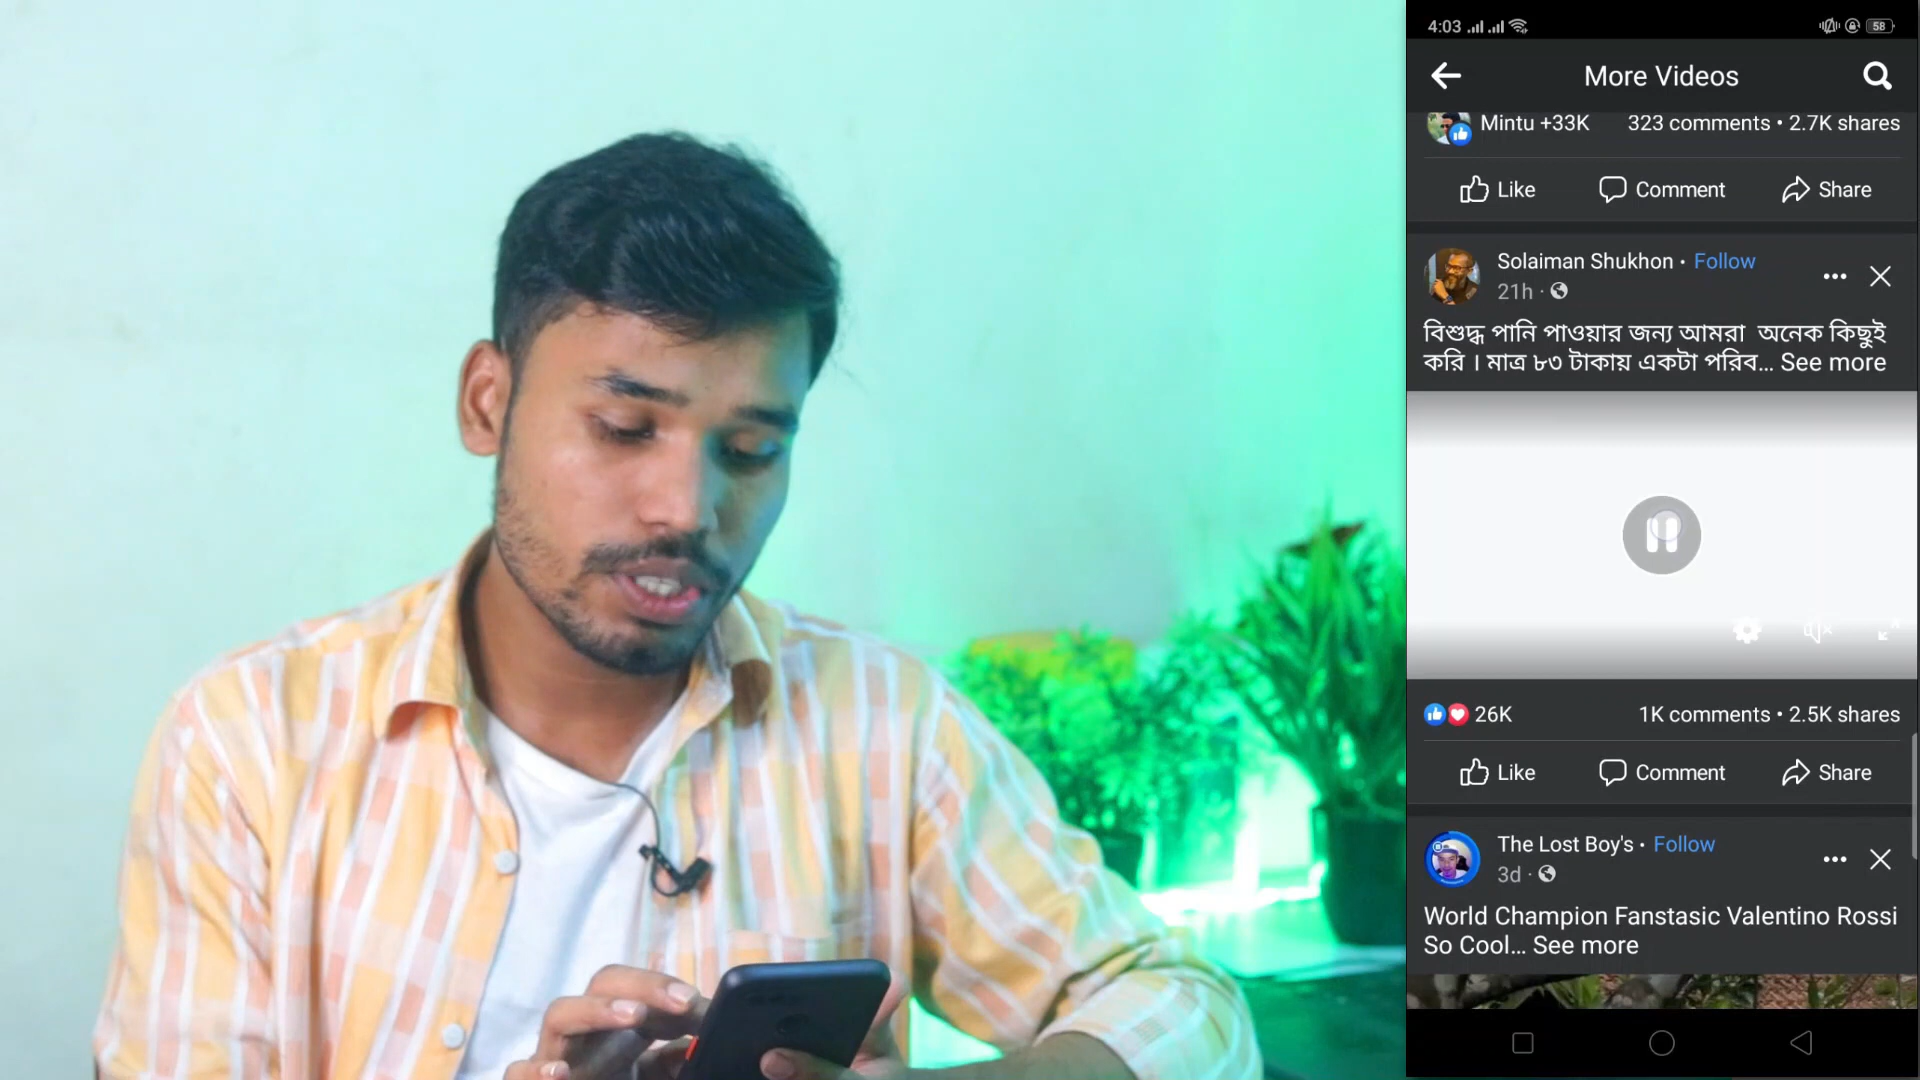 4:03
58
More Videos
Mintu +33K 323 comments • 2.7K shares
Like Comment Share
Solaiman Shukhon • Follow
21h ·
বিশুদ্ধ পানি পাওয়ার জন্য আমরা অনেক কিছুই
করি । মাত্র ৮৩ টাকায় একটা পরিব... See more
26K 1K comments • 2.5K shares
Like Comment Share
The Lost Boy's • Follow
3d ·
World Champion Fanstasic Valentino Rossi
So Cool... See more